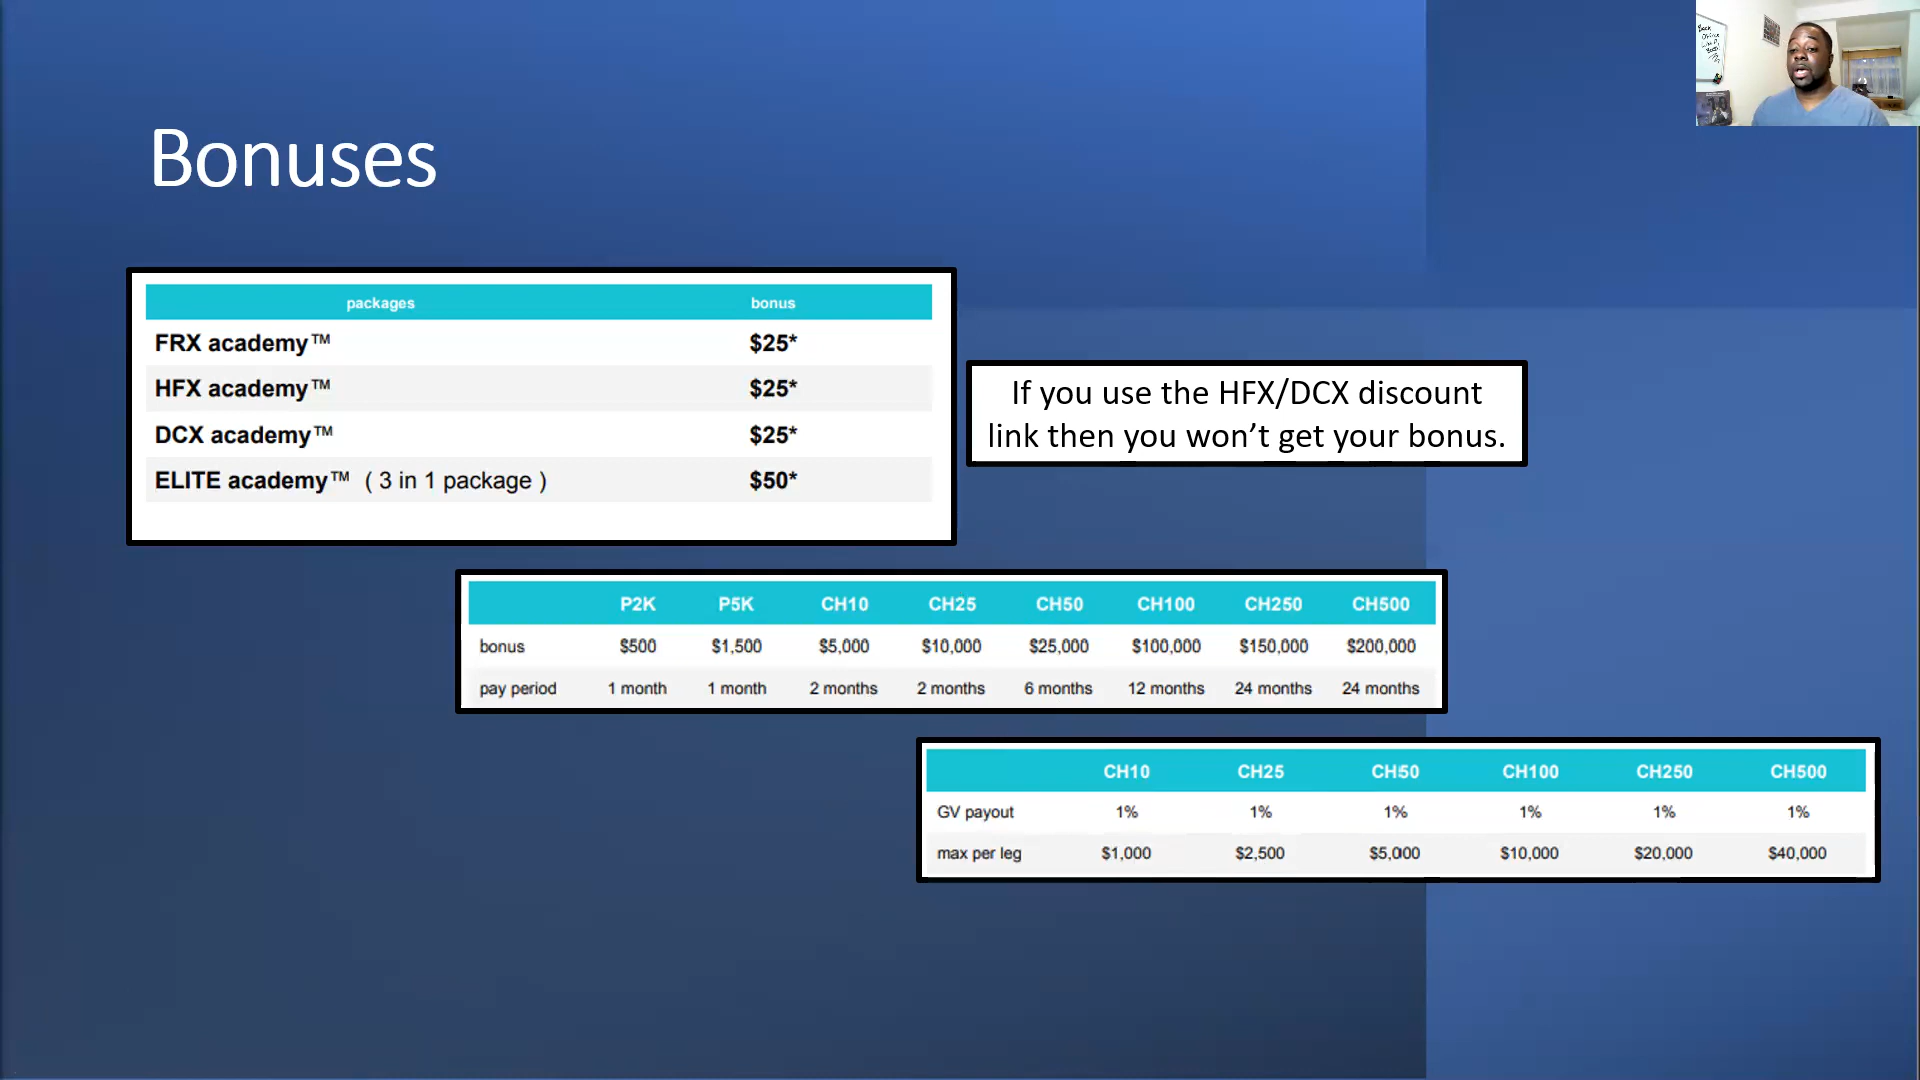 Bonuses
packages bonus
FRX academy™ $25*
HFX academy™ $25*
DCX academy™ $25*
ELITE academy™ ( 3 in 1 package ) $50*
If you use the HFX/DCX discount
link then you won’t get your bonus.
P2K P5K CH10 CH25 CH50 CH100 CH250 CH500
bonus $500 $1,500 $5,000 $10,000 $25,000 $100,000 $150,000 $200,000
pay period 1 month 1 month 2 months 2 months 6 months 12 months 24 months 24 months
CH10 CH25 CH50 CH100 CH250 CH500
GV payout 1% 1% 1% 1% 1% 1%
max per leg $1,000 $2,500 $5,000 $10,000 $20,000 $40,000